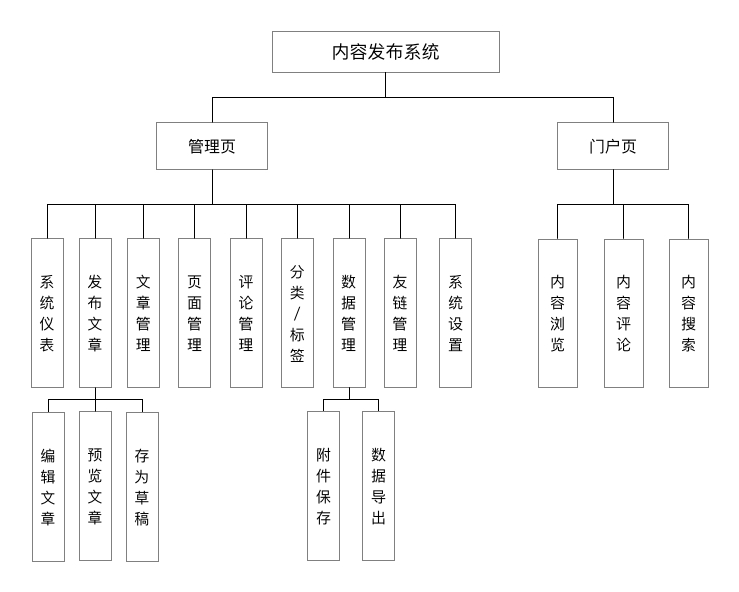 内容发布系统
管理页
门户页
系统仪表
发布文章
文章管理
页面管理
评论管理
分类/标签
数据管理
友链管理
系统设置
内容浏览
内容评论
内容搜索
编辑文章
预览文章
存为草稿
附件保存
数据导出